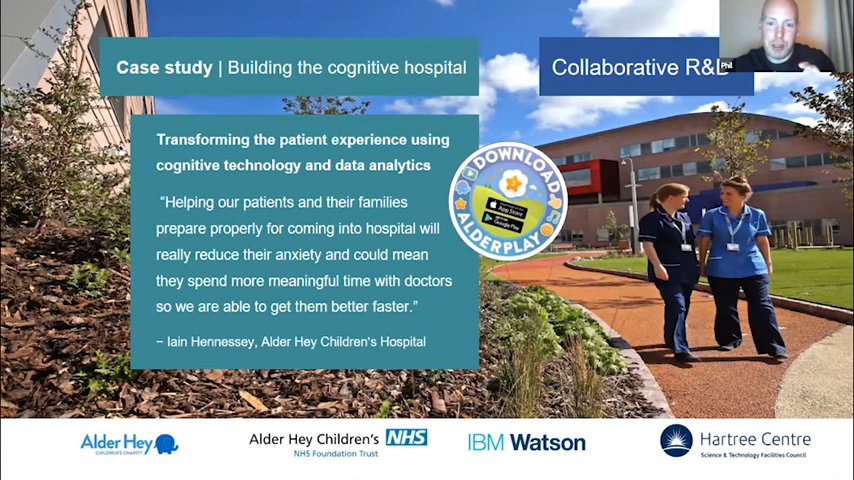 Case study | Building the cognitive hospital
Collaborative R&D
Phil
Transforming the patient experience using
cognitive technology and data analytics
“Helping our patients and their families
prepare properly for coming into hospital will
really reduce their anxiety and could mean
they spend more meaningful time with doctors
so we are able to get them better faster.”
– Iain Hennessey, Alder Hey Children's Hospital
DOWNLOAD
App Store
Google Play
ALDERPLAY
Alder Hey
CHILDREN'S CHARITY
Alder Hey Children's NHS
NHS Foundation Trust
IBM Watson
Hartree Centre
Science & Technology Facilities Council